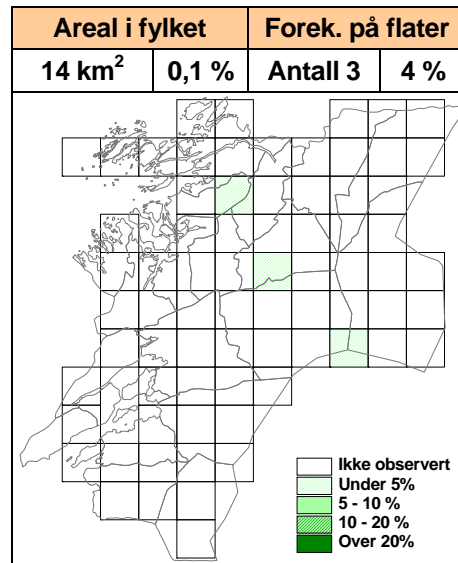 Areal i fylket Forek. på flater
14 km² 0,1 % Antall 3 4 %
Ikke observert
Under 5%
5 - 10 %
10 - 20 %
Over 20%